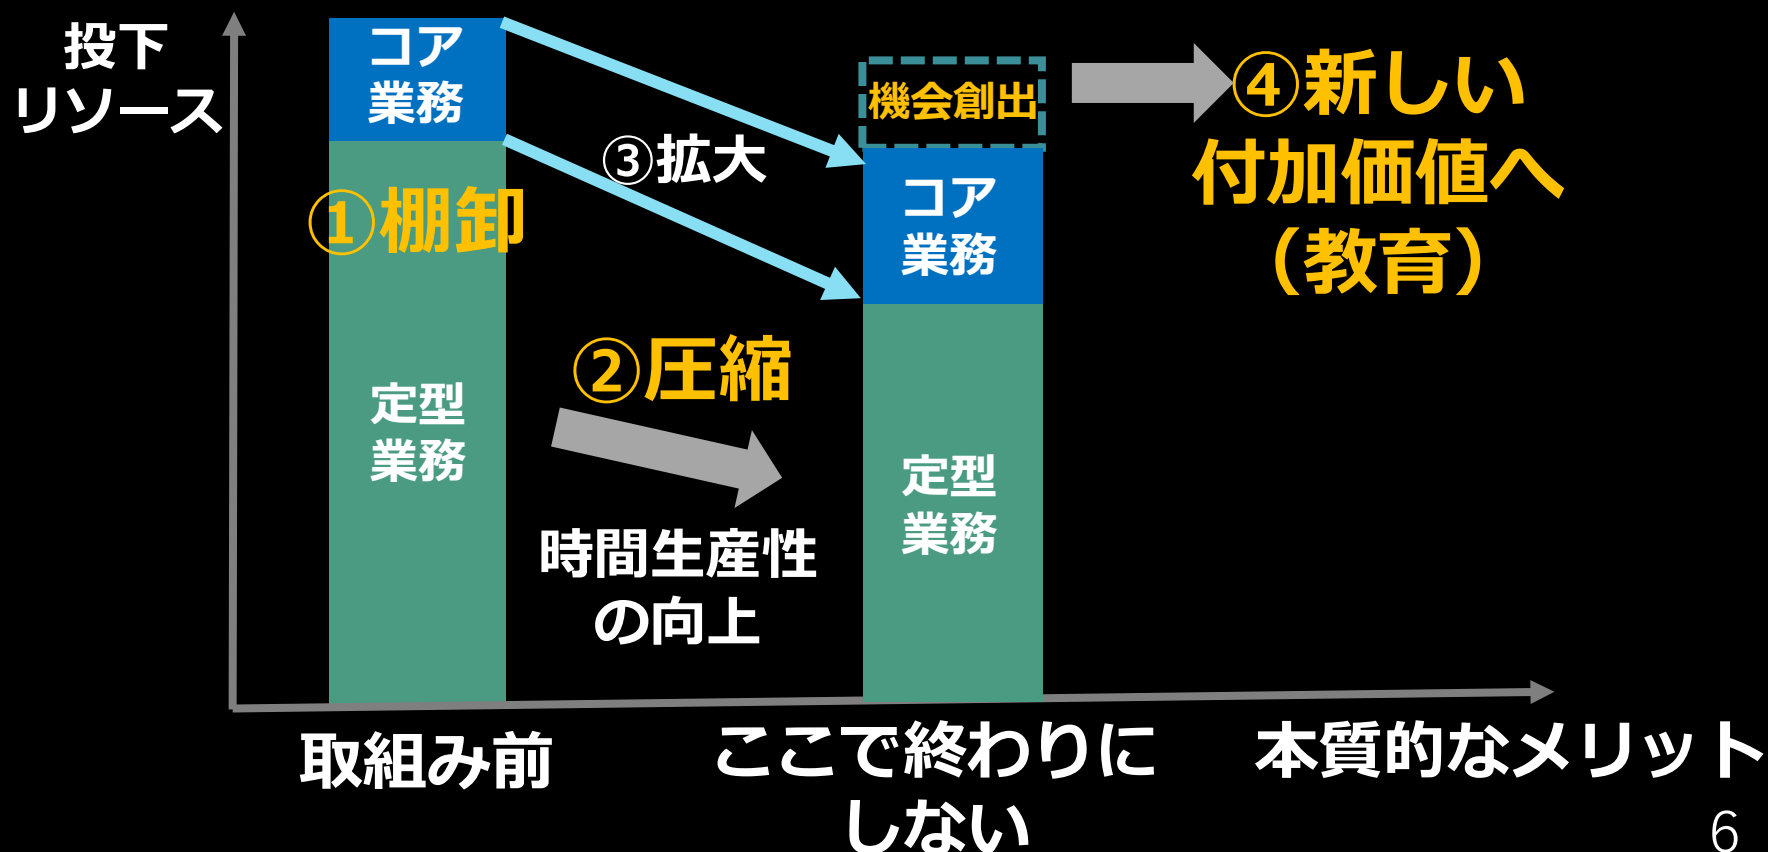 投下
リソース
コア
業務
①棚卸
定型
業務
③拡大
②圧縮
時間生産性
の向上
機会創出
コア
業務
定型
業務
④新しい
付加価値へ
（教育）
取組み前
ここで終わりに
しない
本質的なメリット
6